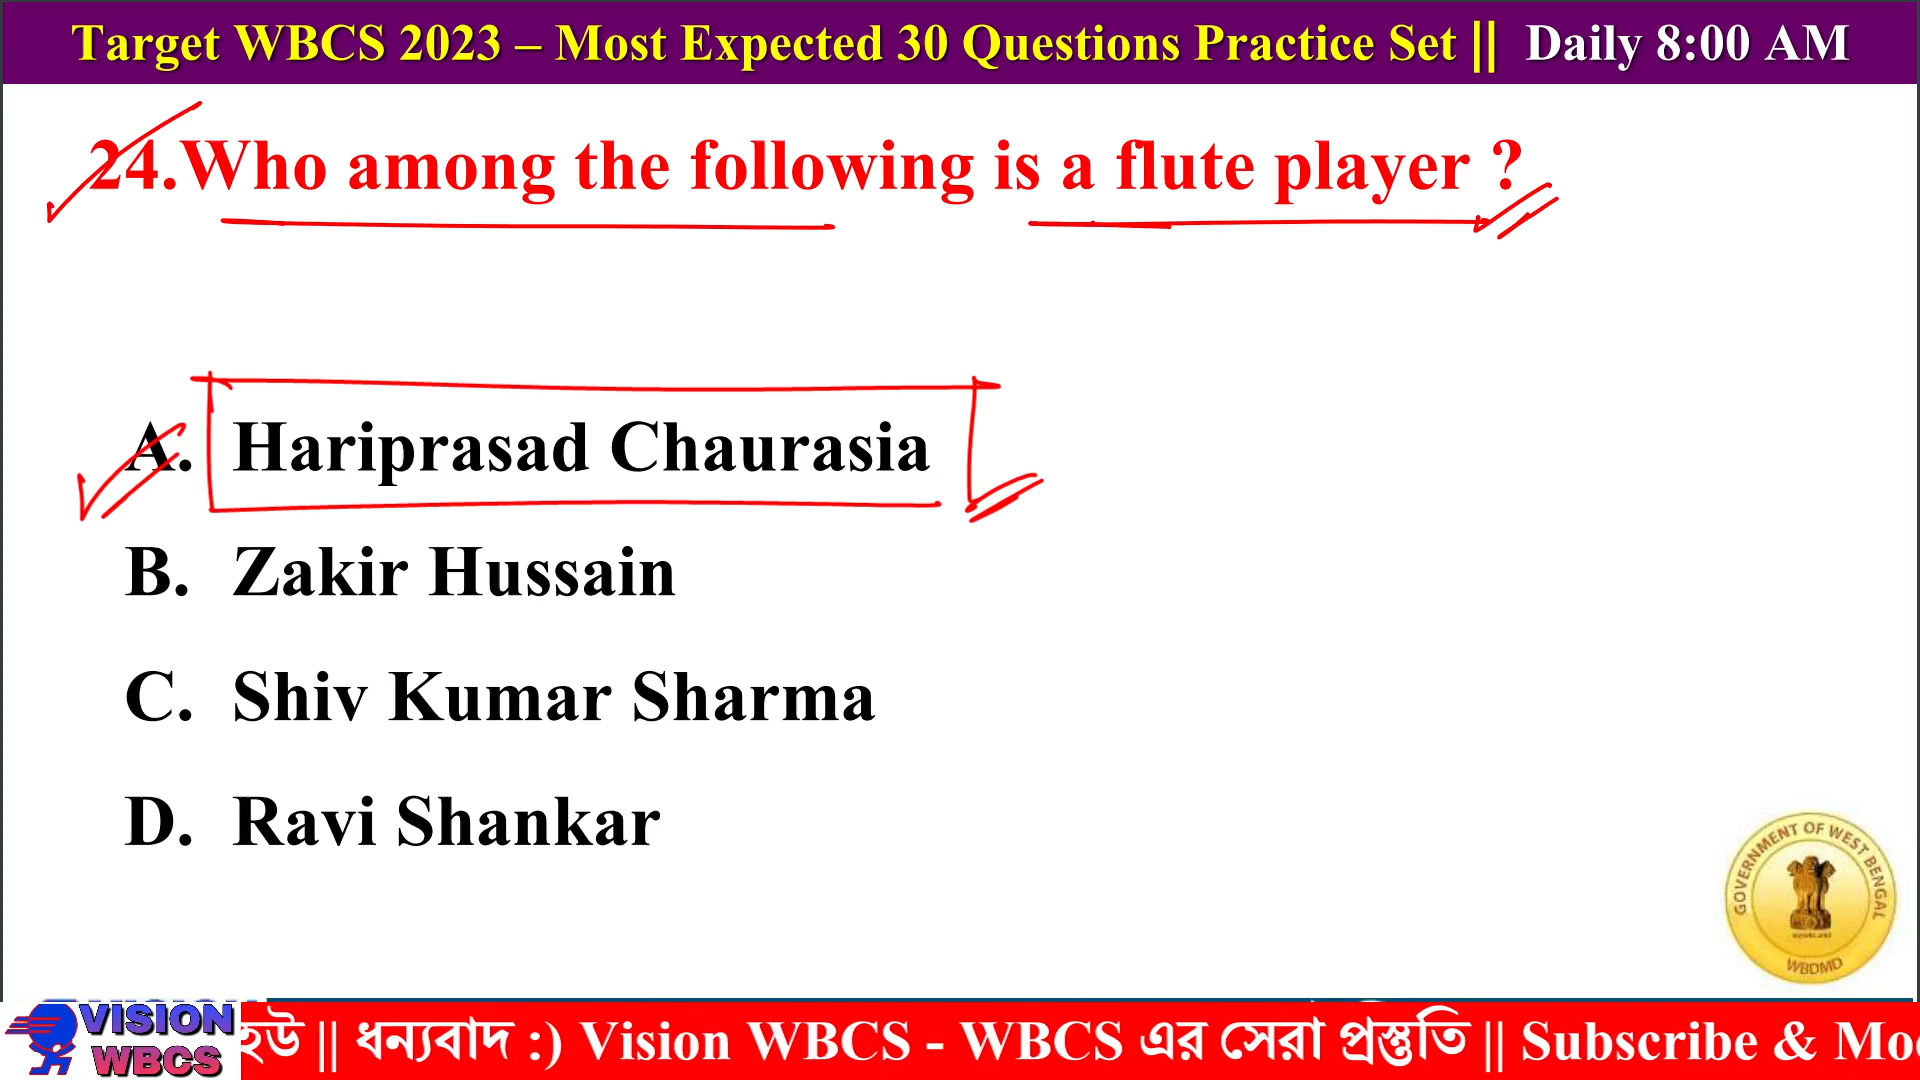 Target WBCS 2023 – Most Expected 30 Questions Practice Set || Daily 8:00 AM
24.Who among the following is a flute player ?
A. Hariprasad Chaurasia
B. Zakir Hussain
C. Shiv Kumar Sharma
D. Ravi Shankar
GOVERNMENT OF WEST BENGAL
WBDMD
VISION
WBCS
হউ || ধন্যবাদ :) Vision WBCS - WBCS এর সেরা প্রস্তুতি || Subscribe & Mo